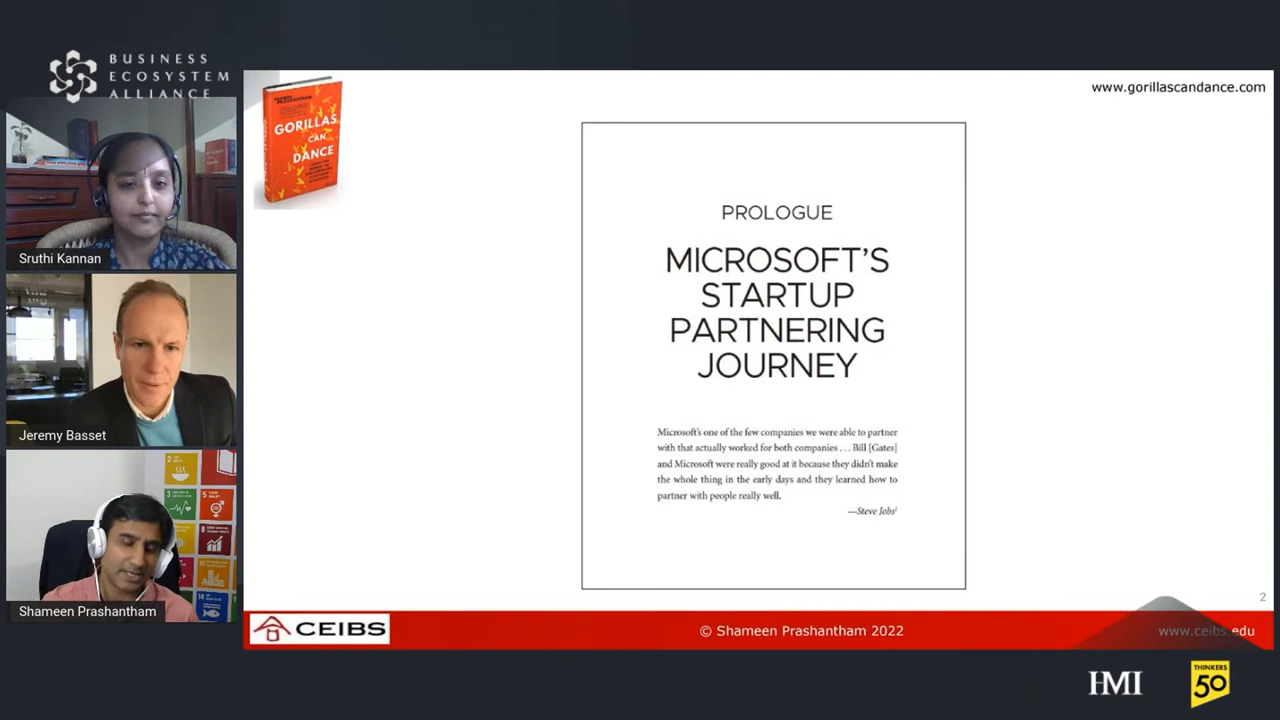 BUSINESS
ECOSYSTEM
ALLIANCE
www.gorillascandance.com
GORILLAS
CAN
DANCE
Sruthi Kannan
Jeremy Basset
Shameen Prashantham
PROLOGUE
MICROSOFT'S
STARTUP
PARTNERING
JOURNEY
Microsoft's one of the few companies we were able to partner
with that actually worked for both companies . . . Bill [Gates]
and Microsoft were really good at it because they didn't make
the whole thing in the early days and they learned how to
partner with people really well.
—Steve Jobs¹
2
CEIBS
© Shameen Prashantham 2022
www.ceibs.edu
HMI
THINKERS
50